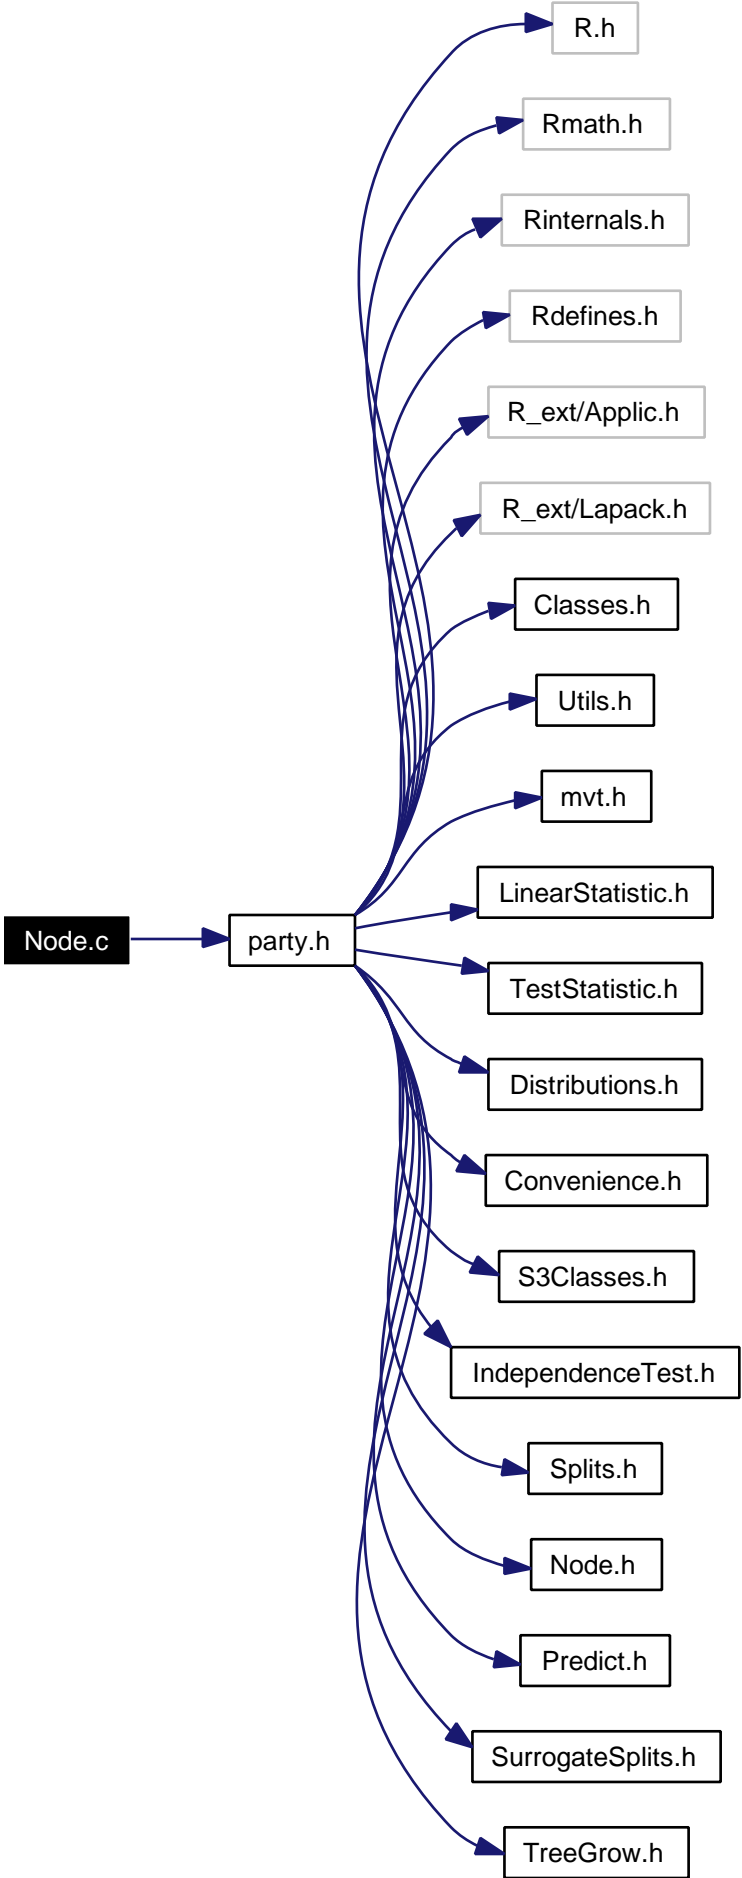 R.h
Rmath.h
Rinternals.h
Rdefines.h
R_ext/Applic.h
R_ext/Lapack.h
Classes.h
Utils.h
mvt.h
LinearStatistic.h
Node.c
party.h
TestStatistic.h
Distributions.h
Convenience.h
S3Classes.h
IndependenceTest.h
Splits.h
Node.h
Predict.h
SurrogateSplits.h
TreeGrow.h